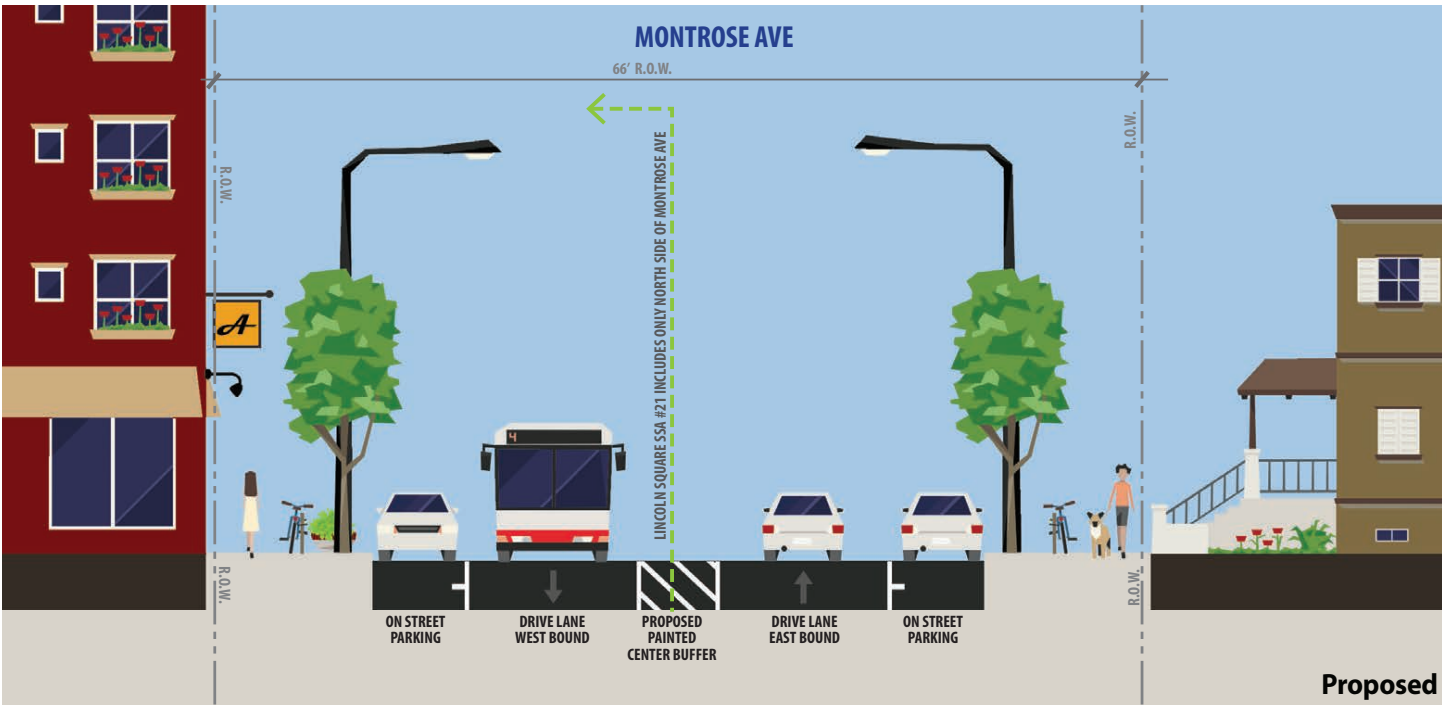 MONTROSE AVE
66' R.O.W.
R.O.W.
R.O.W.
LINCOLN SQUARE SSA #21 INCLUDES ONLY NORTH SIDE OF MONTROSE AVE
A
4
R.O.W.
R.O.W.
ON STREET
PARKING
DRIVE LANE
WEST BOUND
PROPOSED
PAINTED
CENTER BUFFER
DRIVE LANE
EAST BOUND
ON STREET
PARKING
Proposed